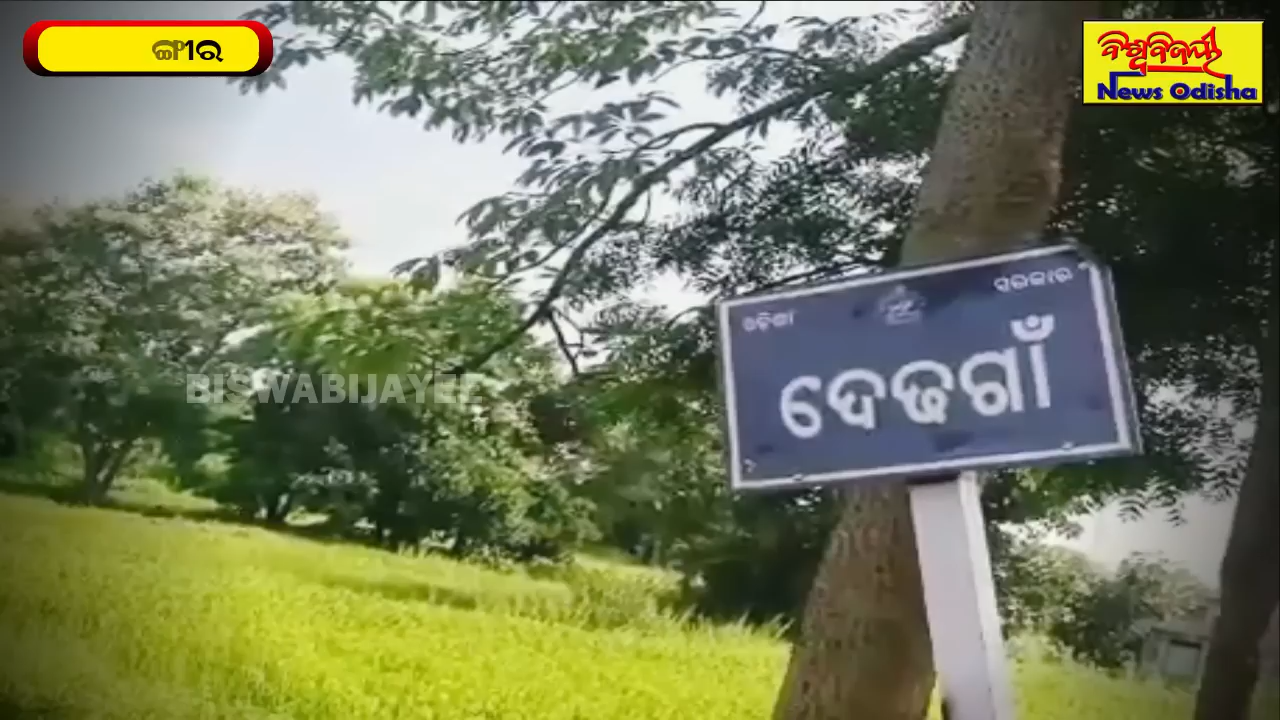 ଙ୍ଗୀର
ବିଶ୍ୱବିଜୟୀ
News Odisha
ଓଡ଼ିଶା ସରକାର
ଦେଢଗାଁ
BISWABIJAYEE